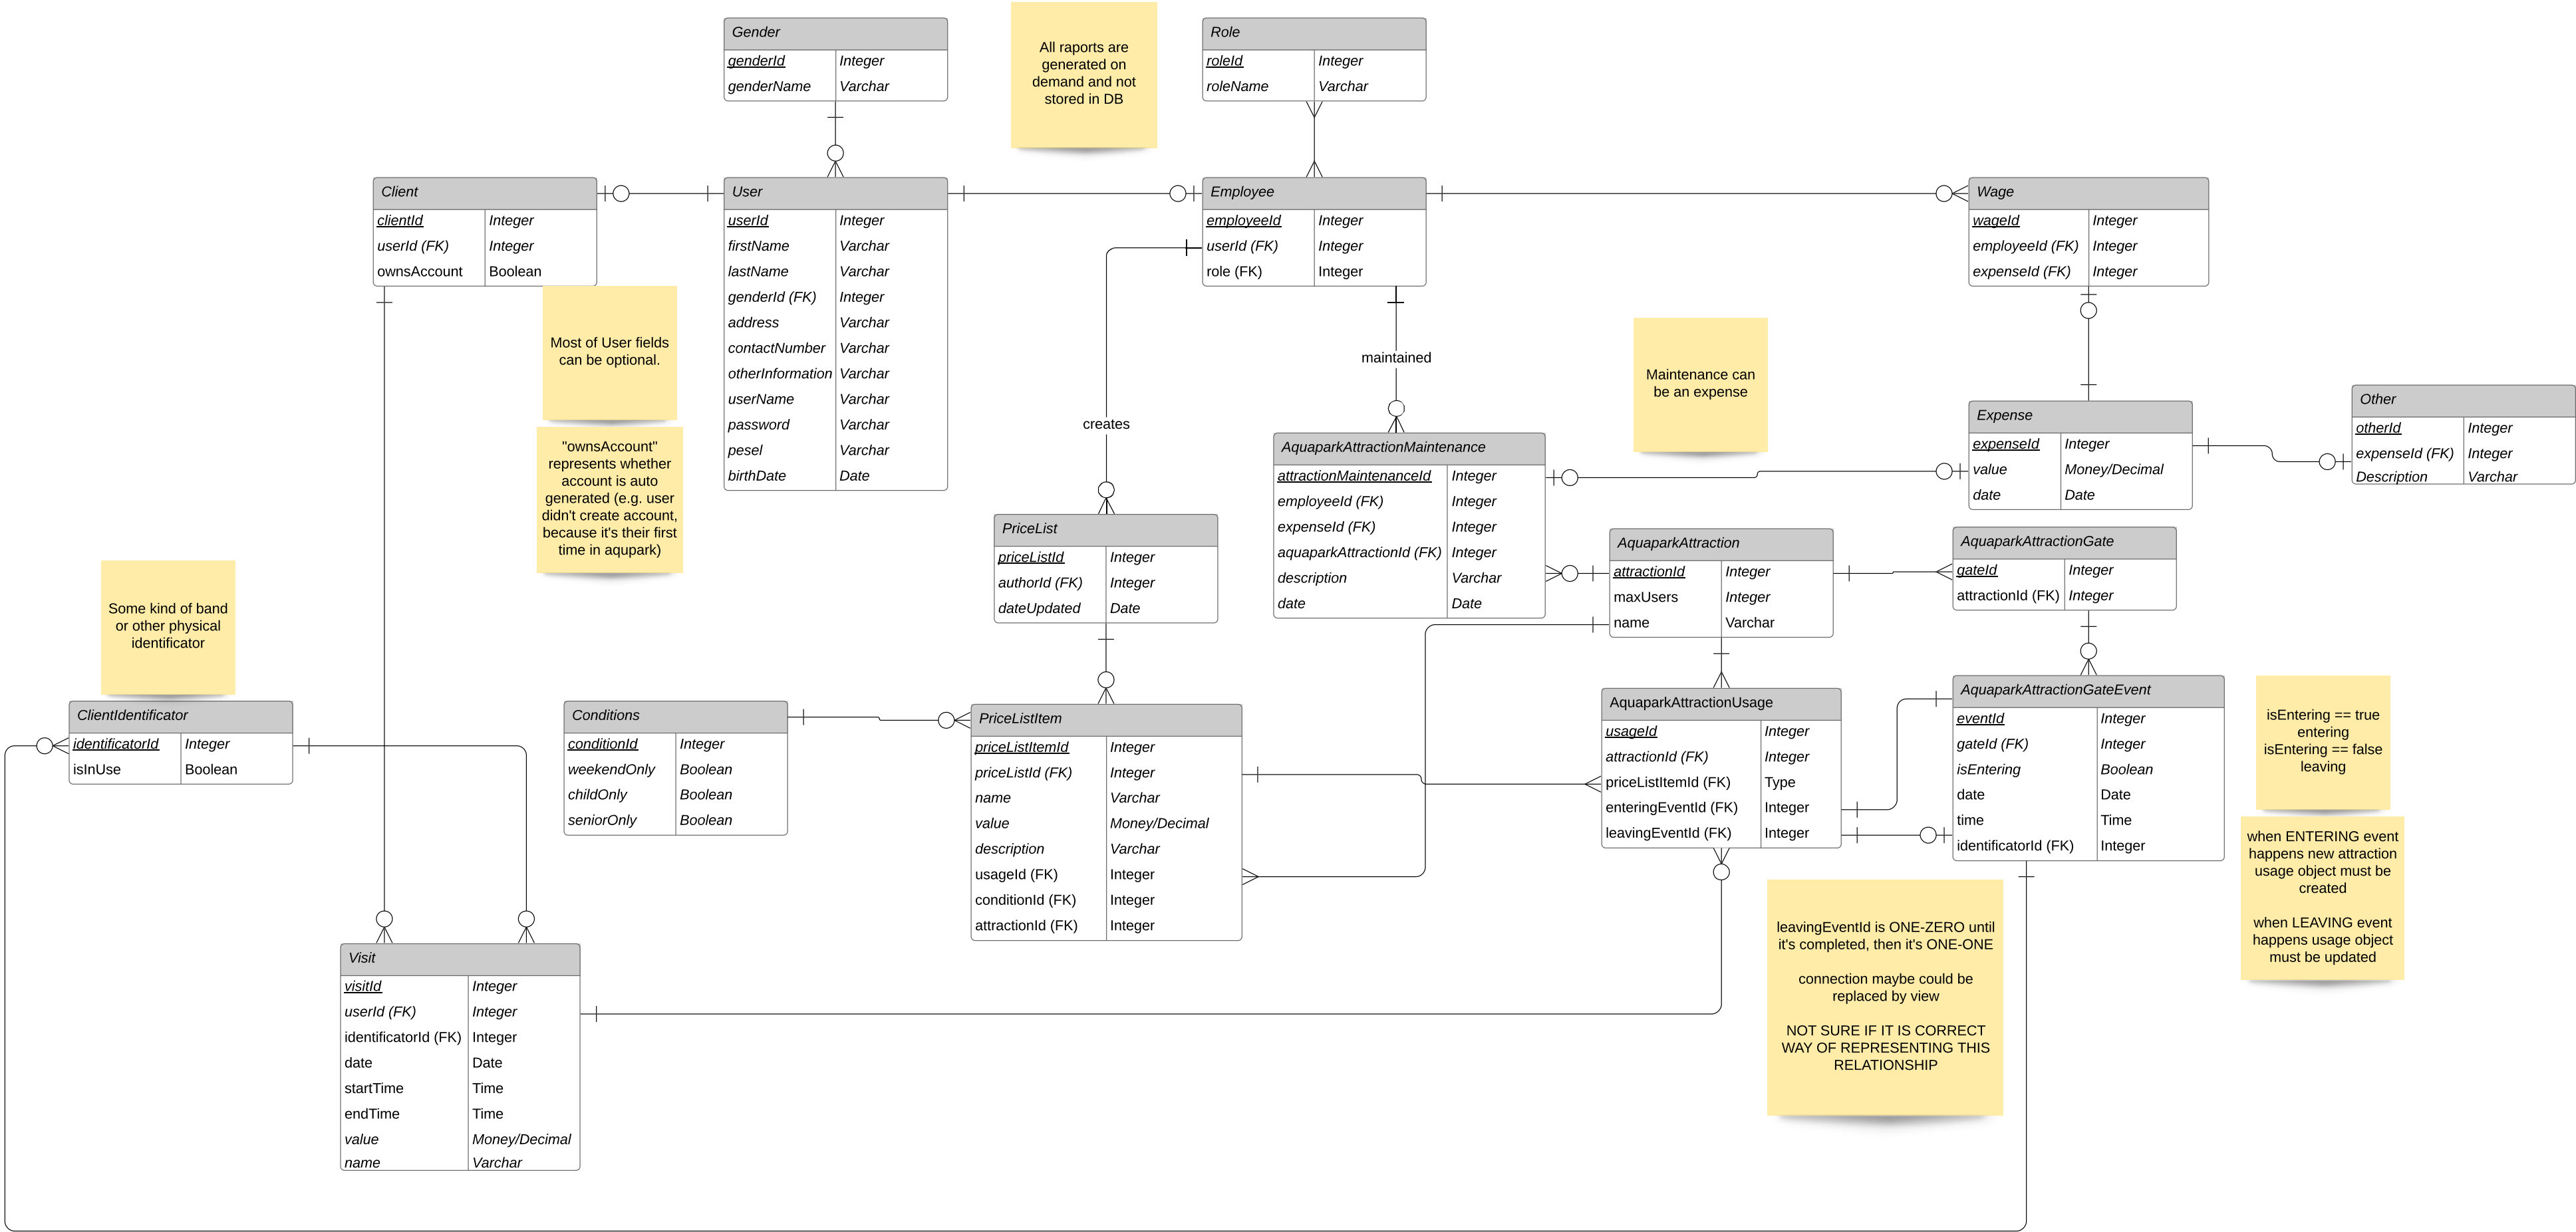 Gender
genderId Integer
genderName Varchar
All raports are
generated on
demand and not
stored in DB
Role
roleId Integer
roleName Varchar
Client
clientId Integer
userId (FK) Integer
ownsAccount Boolean
User
userId Integer
firstName Varchar
lastName Varchar
genderId (FK) Integer
address Varchar
contactNumber Varchar
otherInformation Varchar
userName Varchar
password Varchar
pesel Varchar
birthDate Date
Employee
employeeId Integer
userId (FK) Integer
role (FK) Integer
Wage
wageId Integer
employeeId (FK) Integer
expenseId (FK) Integer
Most of User fields
can be optional.
"ownsAccount"
represents whether
account is auto
generated (e.g. user
didn't create account,
because it's their first
time in aqupark)
creates
maintained
Maintenance can
be an expense
Expense
expenseId Integer
value Money/Decimal
date Date
Other
otherId Integer
expenseId (FK) Integer
Description Varchar
AquaparkAttractionMaintenance
attractionMaintenanceId Integer
employeeId (FK) Integer
expenseId (FK) Integer
aquaparkAttractionId (FK) Integer
description Varchar
date Date
PriceList
priceListId Integer
authorId (FK) Integer
dateUpdated Date
AquaparkAttraction
attractionId Integer
maxUsers Integer
name Varchar
AquaparkAttractionGate
gateId Integer
attractionId (FK) Integer
Some kind of band
or other physical
identificator
ClientIdentificator
identificatorId Integer
isInUse Boolean
Conditions
conditionId Integer
weekendOnly Boolean
childOnly Boolean
seniorOnly Boolean
PriceListItem
priceListItemId Integer
priceListId (FK) Integer
name Varchar
value Money/Decimal
description Varchar
usageId (FK) Integer
conditionId (FK) Integer
attractionId (FK) Integer
AquaparkAttractionUsage
usageId Integer
attractionId (FK) Integer
priceListItemId (FK) Type
enteringEventId (FK) Integer
leavingEventId (FK) Integer
AquaparkAttractionGateEvent
eventId Integer
gateId (FK) Integer
isEntering Boolean
date Date
time Time
identificatorId (FK) Integer
isEntering == true
entering
isEntering == false
leaving
when ENTERING event
happens new attraction
usage object must be
created
when LEAVING event
happens usage object
must be updated
leavingEventId is ONE-ZERO until
it's completed, then it's ONE-ONE
connection maybe could be
replaced by view
NOT SURE IF IT IS CORRECT
WAY OF REPRESENTING THIS
RELATIONSHIP
Visit
visitId Integer
userId (FK) Integer
identificatorId (FK) Integer
date Date
startTime Time
endTime Time
value Money/Decimal
name Varchar